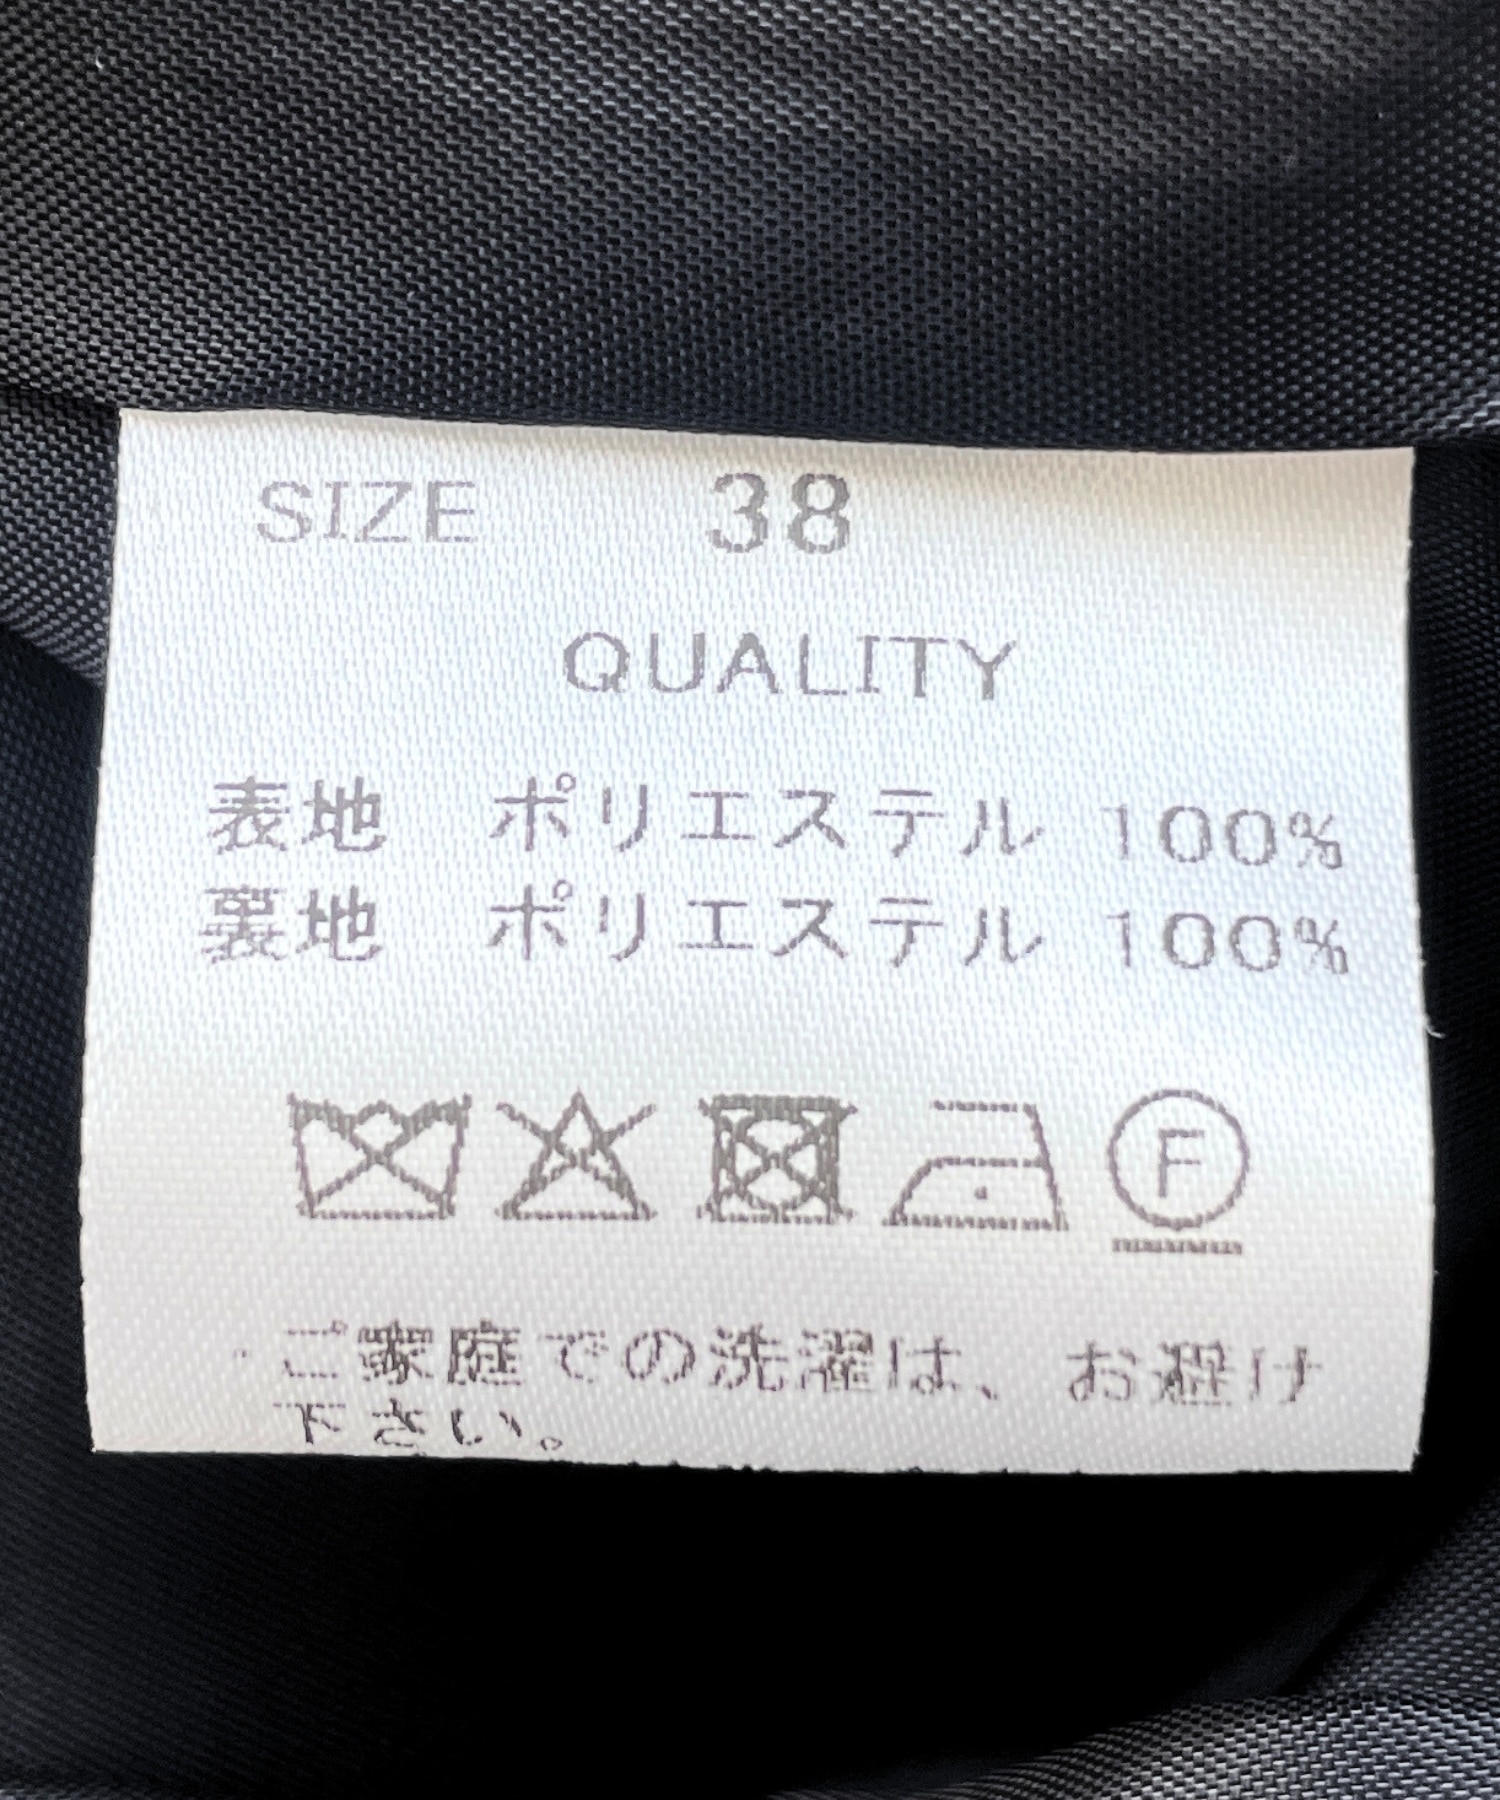 SIZE 38
QUALITY
表地 ポリエステル 100%
裏地 ポリエステル 100%
F
・ご家庭での洗濯は、お避け
下さい。